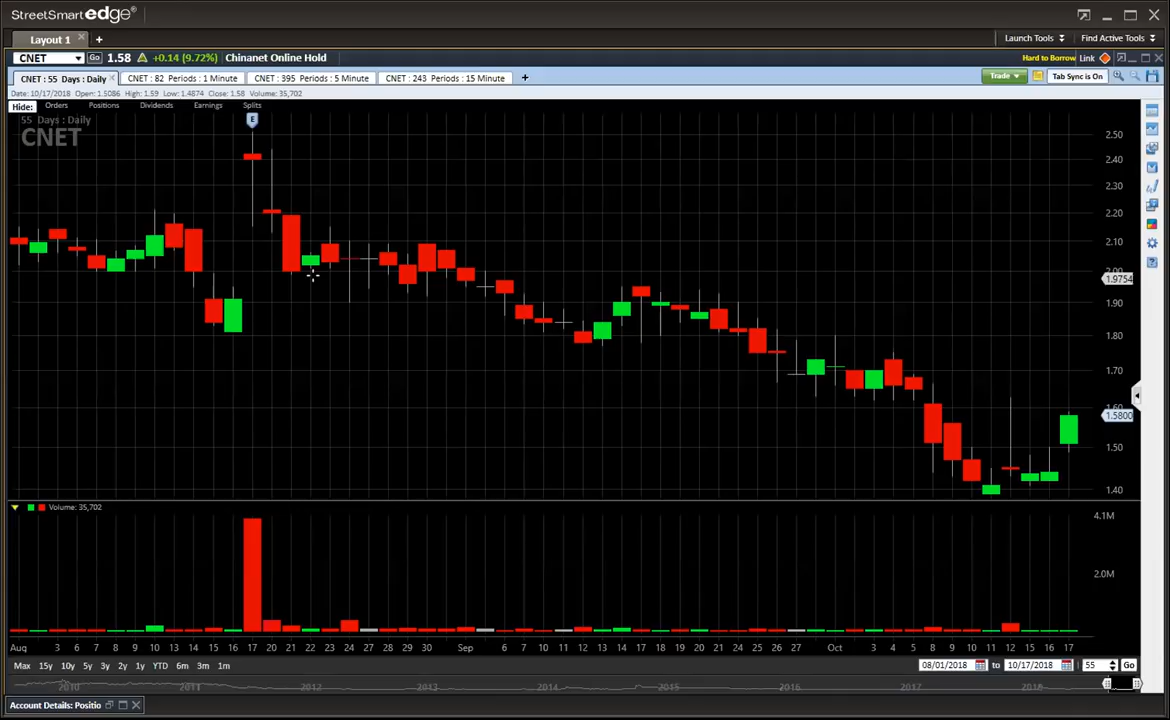 StreetSmart edge®
Layout 1 × +
Launch Tools Find Active Tools
CNET Go 1.58 +0.14 (9.72%) Chinanet Online Hold
Hard to Borrow Link
CNET : 55 Days : Daily CNET : 82 Periods : 1 Minute CNET : 395 Periods : 5 Minute CNET : 243 Periods : 15 Minute +
Trade Tab Sync is On
Date: 10/17/2018 Open: 1.5086 High: 1.59 Low: 1.4874 Close: 1.58 Volume: 35,702
Hide: Orders Positions Dividends Earnings Splits
55 Days : Daily
CNET
E
2.50
2.40
2.30
2.20
2.10
2.00
1.9754
1.90
1.80
1.70
1.60
1.5800
1.50
1.40
Volume: 35,702
4.1M
2.0M
Aug 3 6 7 8 9 10 13 14 15 16 17 20 21 22 23 24 27 28 29 30 Sep 6 7 10 11 12 13 14 17 18 19 20 21 24 25 26 27 Oct 3 4 5 8 9 10 11 12 15 16 17
Max 15y 10y 5y 3y 2y 1y YTD 6m 3m 1m
08/01/2018 to 10/17/2018 55 Go
2010 2011 2012 2013 2014 2015 2016 2017 2018
Account Details: Positio